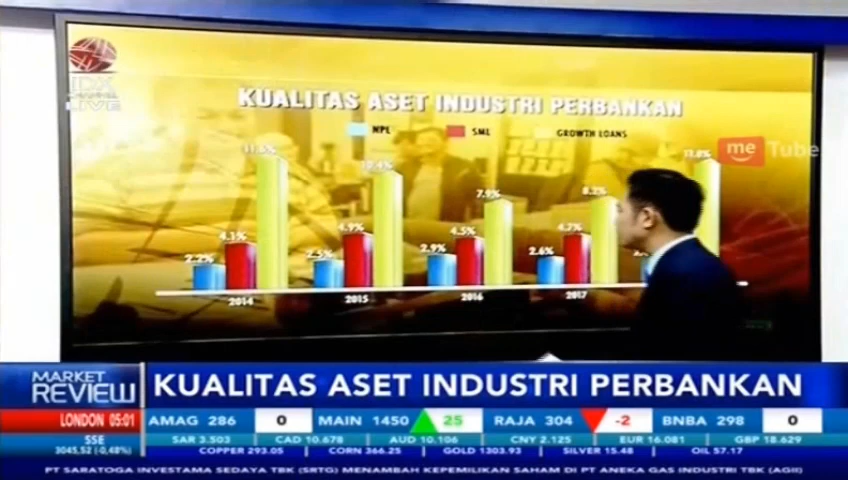 IDX
CHANNEL
LIVE
KUALITAS ASET INDUSTRI PERBANKAN
NPL SML GROWTH LOANS
me Tube
11.6% 10.4% 7.9% 8.2% 11.8%
4.1% 4.9% 4.5% 4.7%
2.2% 2.5% 2.9% 2.6%
2014 2015 2016 2017
MARKET
REVIEW
KUALITAS ASET INDUSTRI PERBANKAN
LONDON 05:01 AMAG 286 0 MAIN 1450 25 RAJA 304 -2 BNBA 298 0
SSE SAR 3.503 CAD 10.678 AUD 10.106 CNY 2.125 EUR 16.081 GBP 18.629
3045,52 (-0,48%) COPPER 293.05 CORN 366.25 GOLD 1303.93 SILVER 15.48 OIL 57.17
PT SARATOGA INVESTAMA SEDAYA TBK (SRTG) MENAMBAH KEPEMILIKAN SAHAM DI PT ANEKA GAS INDUSTRI TBK (AGII)